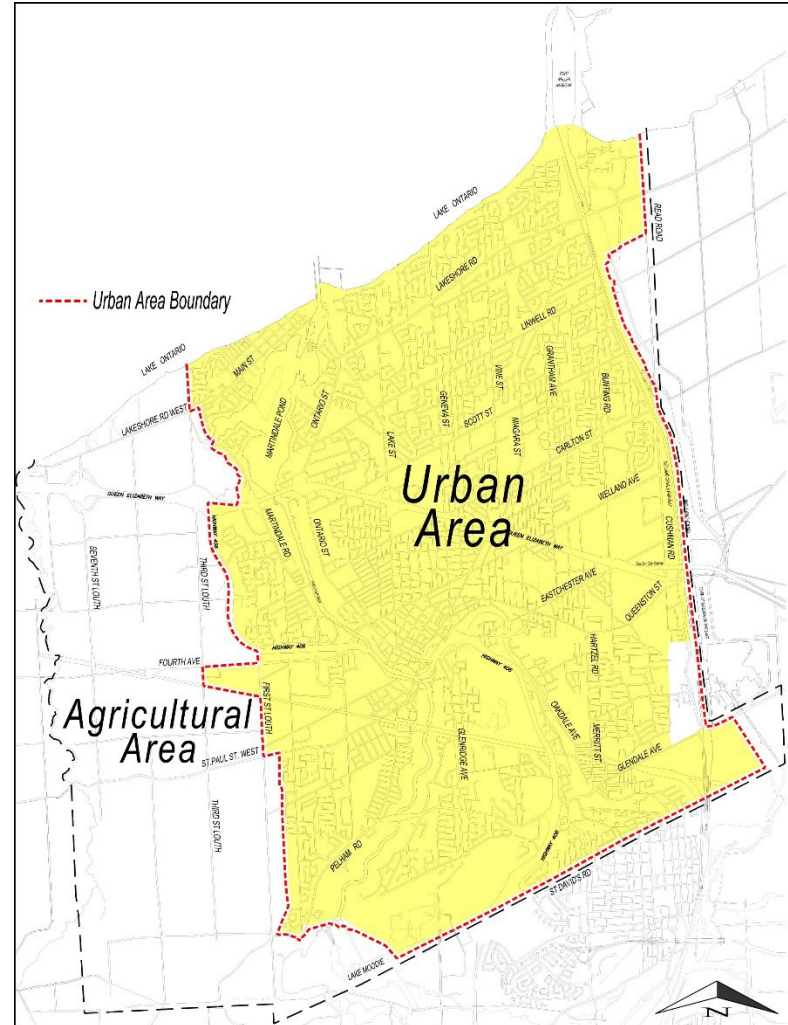 PORT
WELLER
HARBOUR
LAKE ONTARIO
READ ROAD
LAKESHORE RD
Urban Area Boundary
LINWELL RD
LAKE ONTARIO
MAIN ST
GRANTHAM AVE
VINE ST
BUNTING RD
GENEVA ST
ONTARIO ST
MARTINDALE POND
LAKESHORE RD WEST
SCOTT ST
NIAGARA ST
LAKE ST
CARLTON ST
WELLAND AVE
Urban
Area
QUEEN ELIZABETH WAY
HIGHWAY 406
MARTINDALE RD
ONTARIO ST
QUEEN ELIZABETH WAY
CUSHMAN RD
SEVENTH ST LOUTH
THIRD ST LOUTH
EASTCHESTER AVE
QUEENSTON ST
HIGHWAY 406
HARTZEL RD
FOURTH AVE
HIGHWAY 406
FIRST ST LOUTH
Agricultural
Area
OAKDALE AVE
MERRITT ST
GLENRIDGE AVE
GLENDALE AVE
ST.PAUL ST. WEST
THIRD ST LOUTH
PELHAM RD
HIGHWAY 406
ST DAVID'S RD
LAKE MOODIE
N